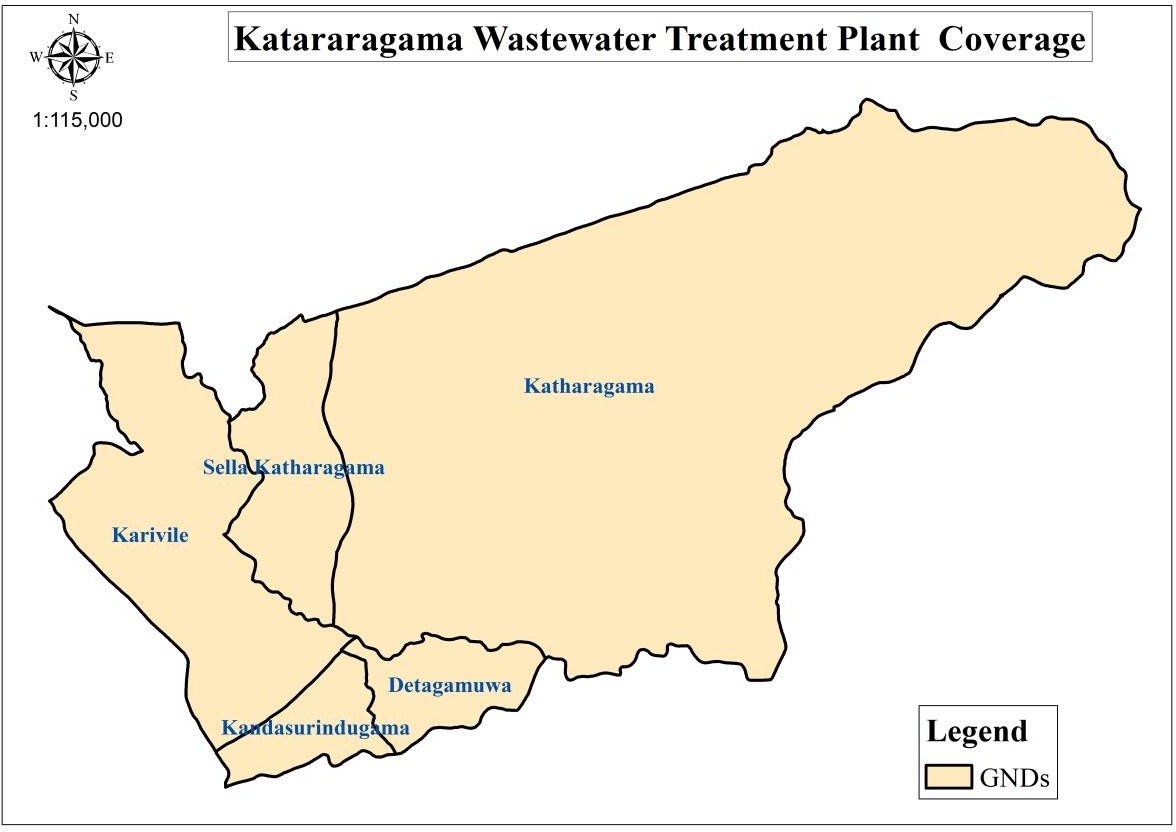 N
Katararagama Wastewater Treatment Plant Coverage
W E
S
1:115,000
Katharagama
Sella Katharagama
Karivile
Detagamuwa
Kandasurindugama
Legend
GNDs